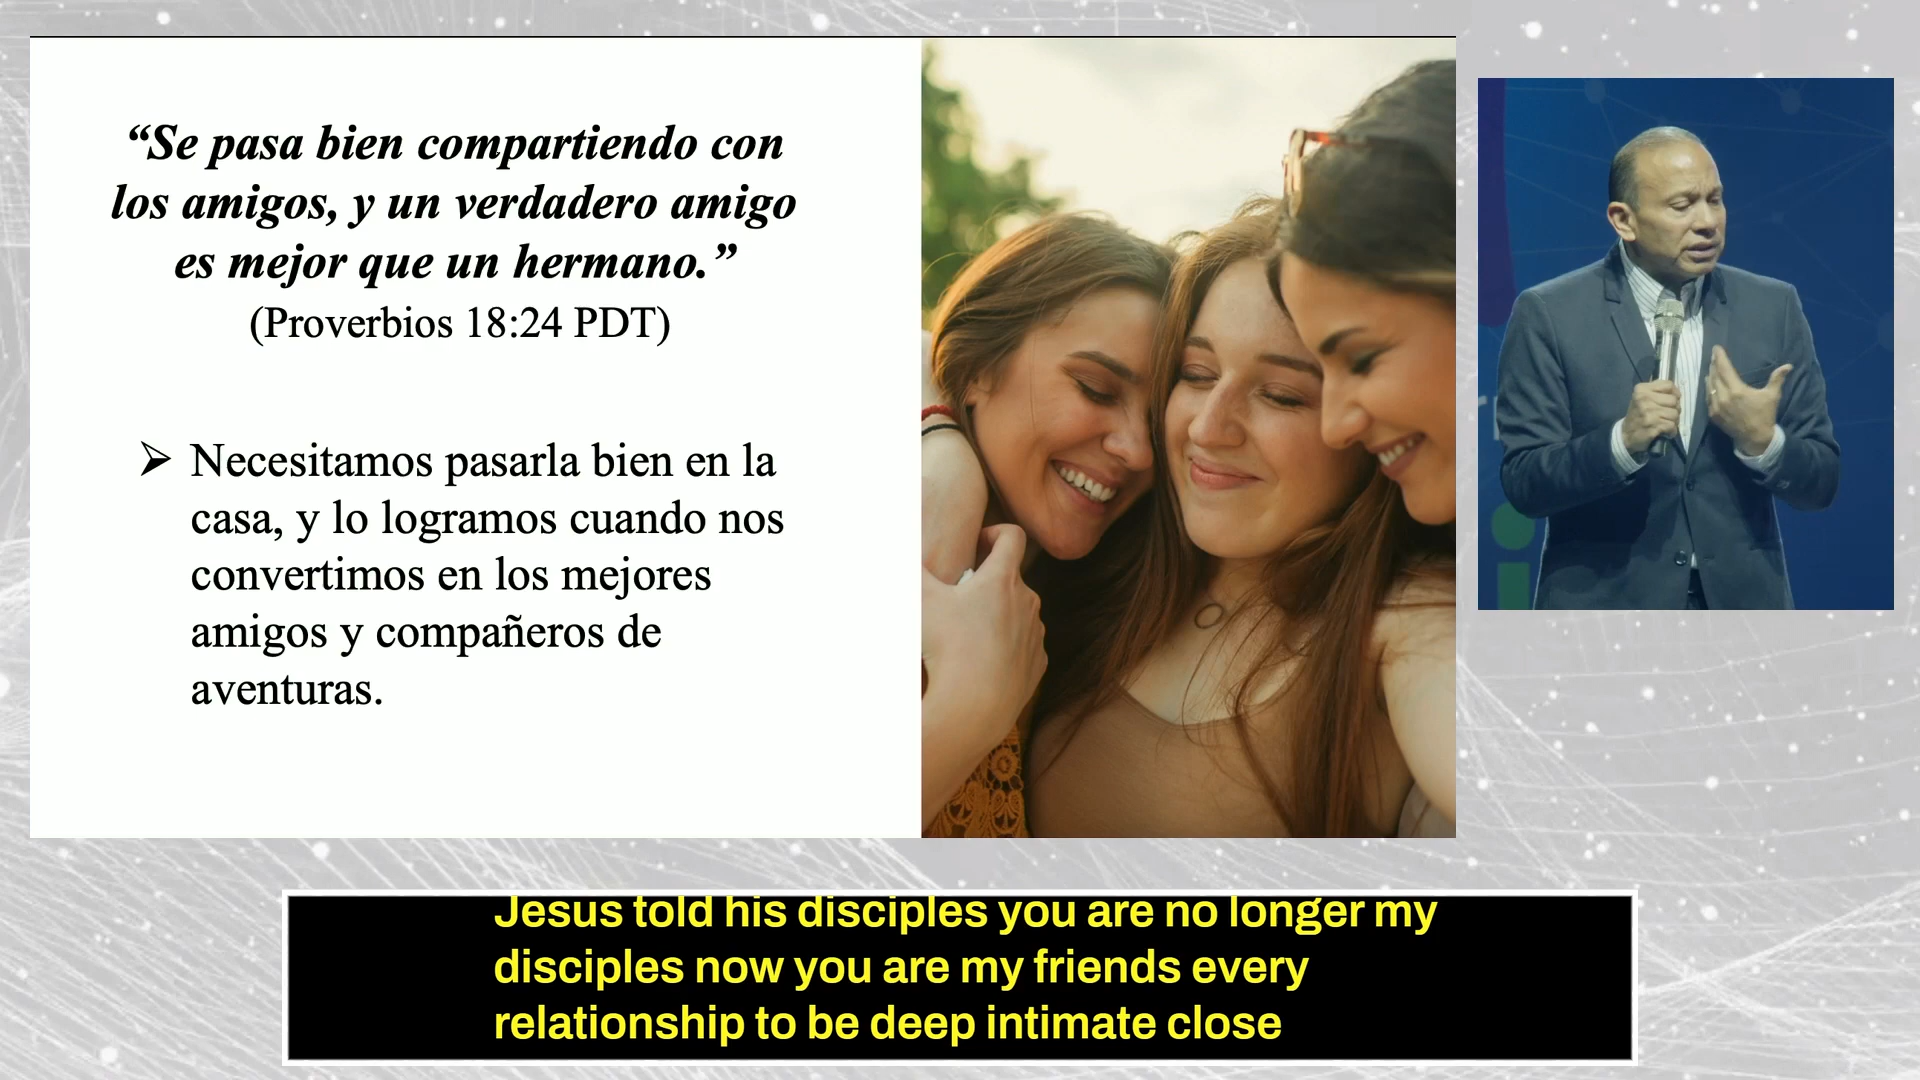 “Se pasa bien compartiendo con
los amigos, y un verdadero amigo
es mejor que un hermano.”
(Proverbios 18:24 PDT)
➢ Necesitamos pasarla bien en la
casa, y lo logramos cuando nos
convertimos en los mejores
amigos y compañeros de
aventuras.
Jesus told his disciples you are no longer my
disciples now you are my friends every
relationship to be deep intimate close